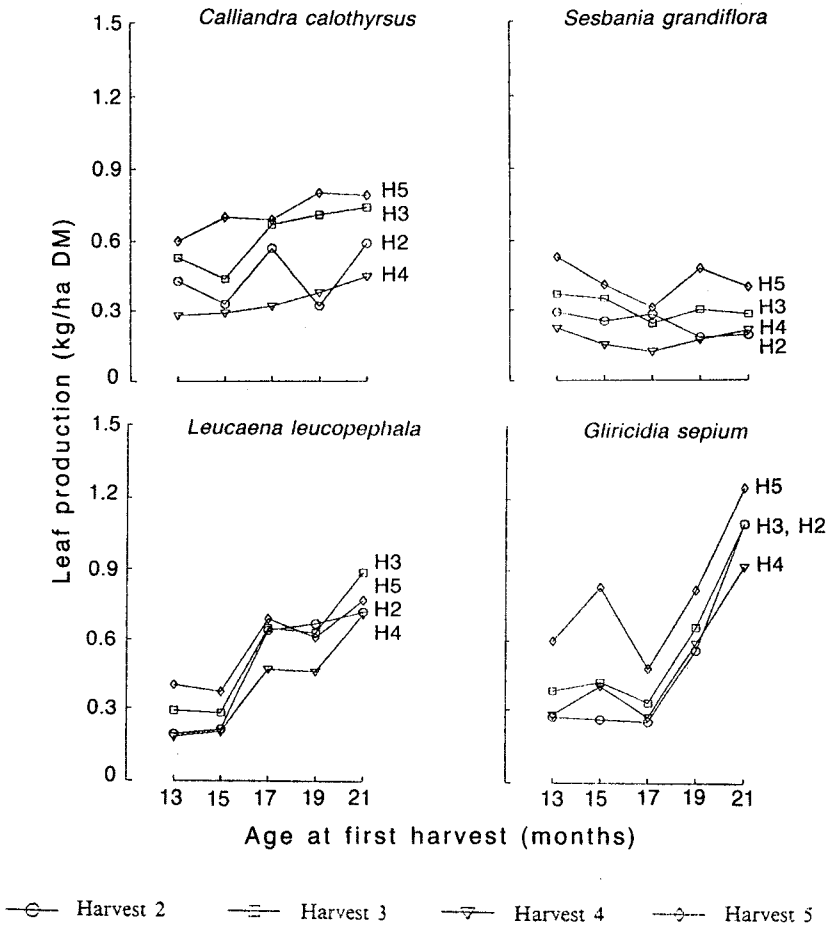 Calliandra calothyrsus
Sesbania grandiflora
1.5
1.2
0.9
0.6
0.3
0
H5
H3
H2
H4
H5
H3
H4
H2
Leaf production (kg/ha DM)
Leucaena leucopephala
Gliricidia sepium
1.5
1.2
0.9
0.6
0.3
0
H3
H5
H2
H4
H5
H3, H2
H4
13 15 17 19 21
13 15 17 19 21
Age at first harvest (months)
Harvest 2 Harvest 3 Harvest 4 Harvest 5